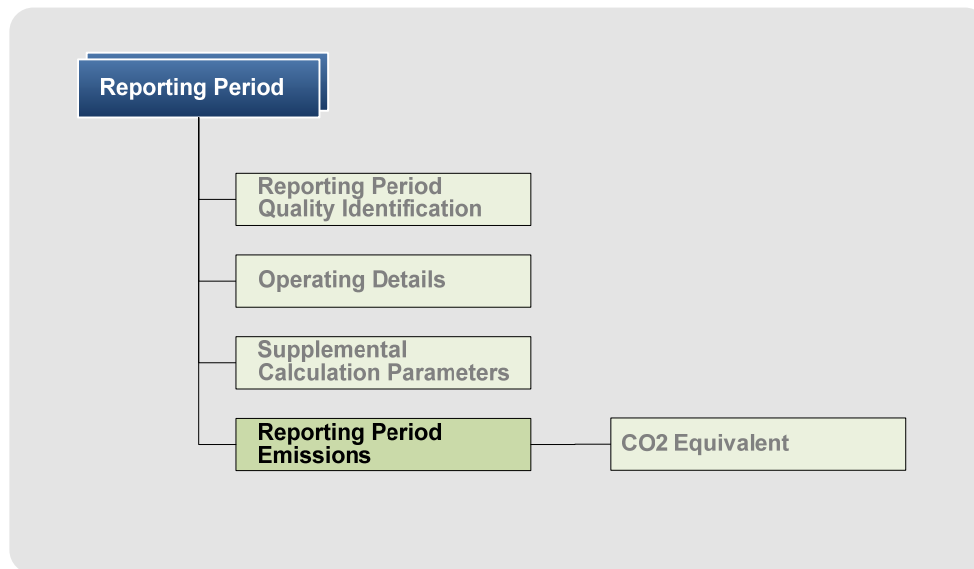 Reporting Period
Reporting Period
Quality Identification
Operating Details
Supplemental
Calculation Parameters
Reporting Period
Emissions
CO2 Equivalent